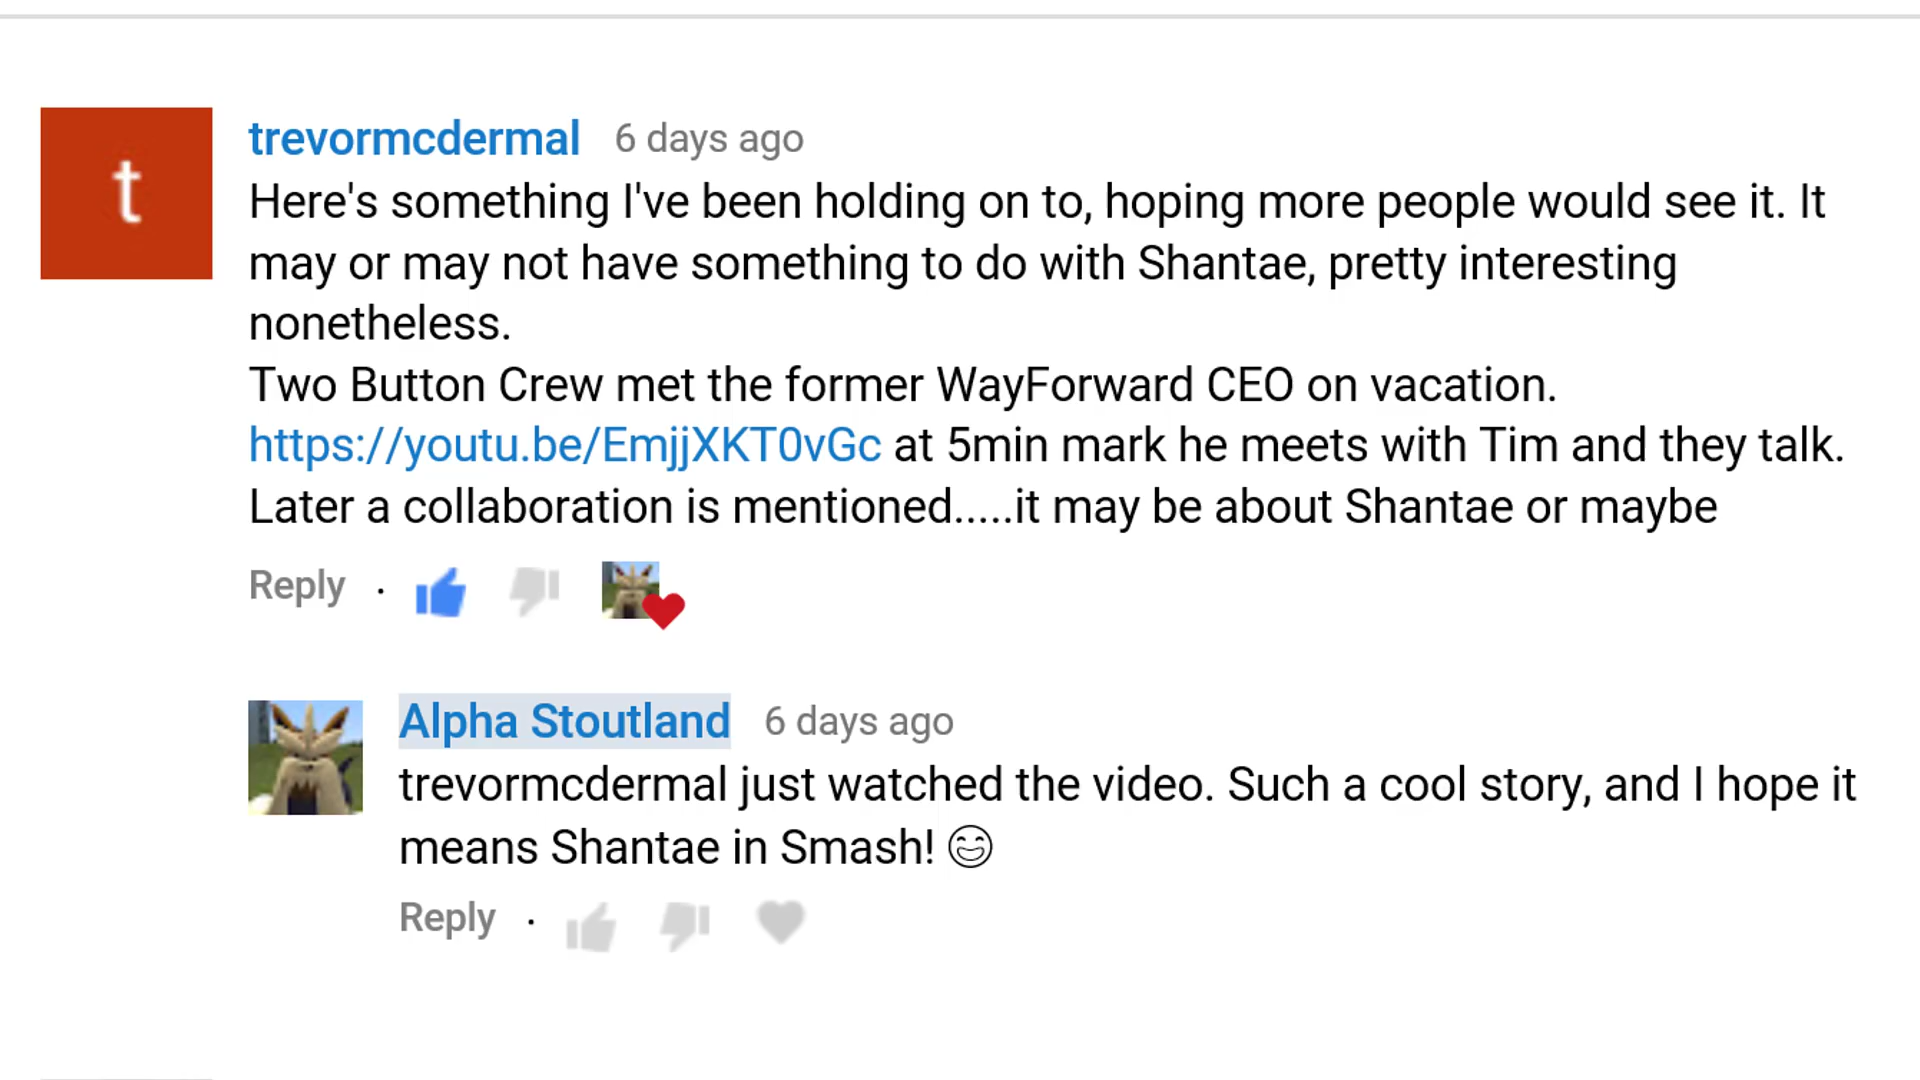 t
trevormcdermal 6 days ago
Here's something I've been holding on to, hoping more people would see it. It
may or may not have something to do with Shantae, pretty interesting
nonetheless.
Two Button Crew met the former WayForward CEO on vacation.
https://youtu.be/EmjjXKT0vGc at 5min mark he meets with Tim and they talk.
Later a collaboration is mentioned.....it may be about Shantae or maybe
Reply ·
Alpha Stoutland 6 days ago
trevormcdermal just watched the video. Such a cool story, and I hope it
means Shantae in Smash! 😄
Reply ·